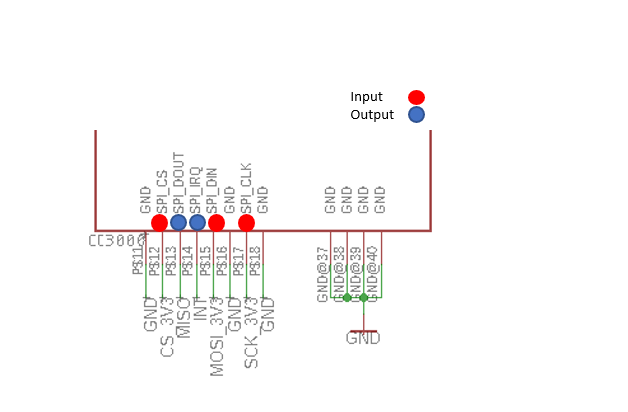 Input
Output
GND
SPI_CS
SPI_DOUT
SPI_IRQ
SPI_DIN
GND
SPI_CLK
GND
GND
GND
GND
GND
CC3000
P$11
P$12
P$13
P$14
P$15
P$16
P$17
P$18
GND@37
GND@38
GND@39
GND@40
GND
CS_3V3
MISO
INT
MOSI_3V3
GND
SCK_3V3
GND
GND